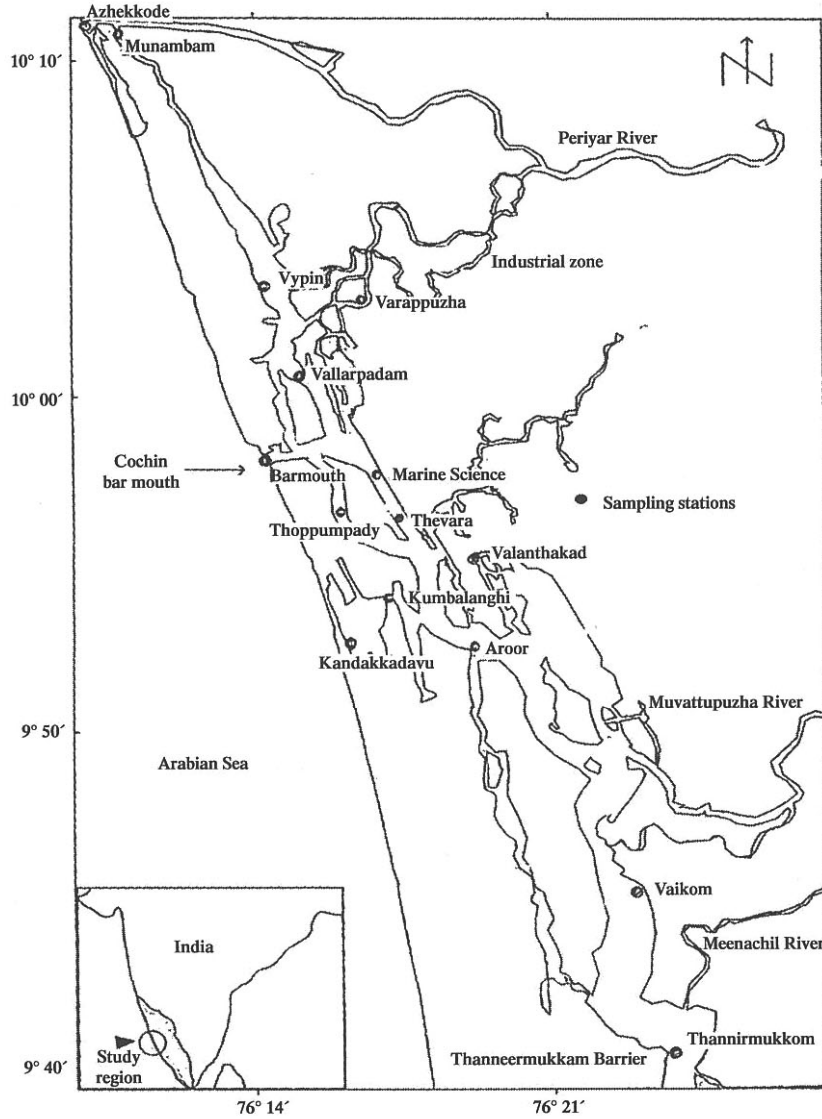 Azhekkode
Munambam
10° 10´
Periyar River
Industrial zone
Vypin
Varappuzha
Vallarpadam
10° 00´
Cochin
bar mouth
Barmouth
Marine Science
Sampling stations
Thoppumpady
Thevara
Valanthakad
Kumbalanghi
Kandakkadavu
Aroor
Muvattupuzha River
9° 50´
Arabian Sea
Vaikom
India
Meenachil River
Study
region
Thanneermukkam Barrier
Thannirmukkom
9° 40´
76° 14´
76° 21´
N